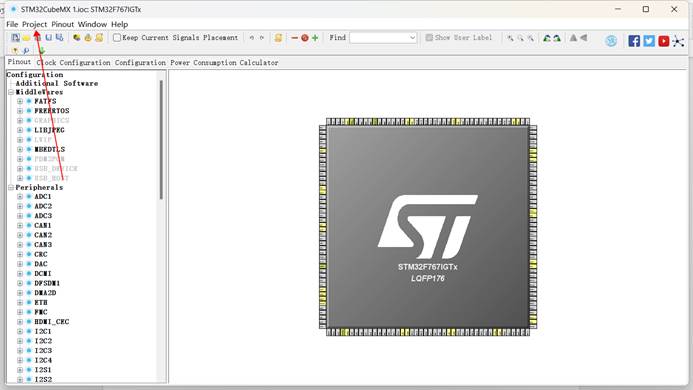 STM32CubeMX 1.ioc: STM32F767IGTx
File Project Pinout Window Help
Keep Current Signals Placement Find Show User Label
Pinout Clock Configuration Configuration Power Consumption Calculator
Configuration
Additional Software
MiddleWares
FATFS
FREERTOS
GRAPHICS
LIBJPEG
LWIP
MBEDTLS
PDM2PCM
USB_DEVICE
USB_HOST
Peripherals
ADC1
ADC2
ADC3
CAN1
CAN2
CAN3
CRC
DAC
DCMI
DFSDM1
DMA2D
ETH
FMC
HDMI_CEC
I2C1
I2C2
I2C3
I2C4
I2S1
I2S2
ST
STM32F767IGTx
LQFP176